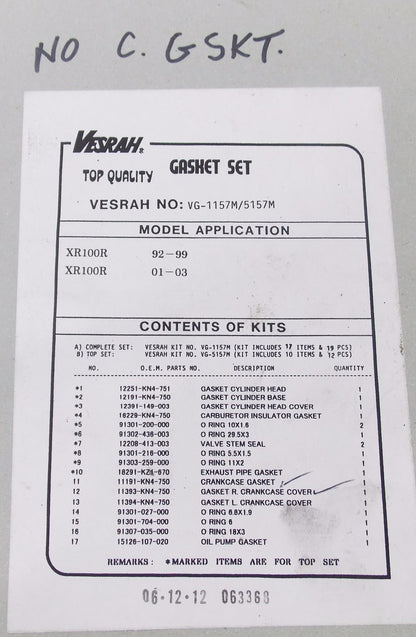 NO C. GSKT.
VESRAH®
GASKET SET
TOP QUALITY
VESRAH NO: VG-1157M/5157M
MODEL APPLICATION
XR100R 92-99
XR100R 01-03
CONTENTS OF KITS
A) COMPLETE SET: VESRAH KIT NO. VG-1157M (KIT INCLUDES 17 ITEMS & 19 PCS)
B) TOP SET: VESRAH KIT NO. VG-5157M (KIT INCLUDES 10 ITEMS & 12 PCS)
NO. O.E.M. PARTS NO. DESCRIPTION QUANTITY
*1 12251-KN4-751 GASKET CYLINDER HEAD 1
*2 12191-KN4-750 GASKET CYLINDER BASE 1
*3 12391-149-003 GASKET CYLINDER HEAD COVER 1
*4 16229-KN4-750 CARBURETOR INSULATOR GASKET 1
*5 91301-200-000 O RING 10X1.6 2
*6 91302-436-003 O RING 29.5X3 1
*7 12208-413-003 VALVE STEM SEAL 2
*8 91301-216-000 O RING 5.5X1.5 1
*9 91303-259-000 O RING 11X2 1
*10 18291-KZ8-670 EXHAUST PIPE GASKET 1
11 11191-KN4-750 CRANKCASE GASKET 1
12 11393-KN4-750 GASKET R. CRANKCASE COVER 1
13 11394-KN4-750 GASKET L. CRANKCASE COVER 1
14 91301-027-000 O RING 6.8X1.9 1
15 91301-704-000 O RING 6 1
16 91307-035-000 O RING 18X3 1
17 15126-107-020 OIL PUMP GASKET 1
REMARKS: *MARKED ITEMS ARE FOR TOP SET
06.12.12 063368